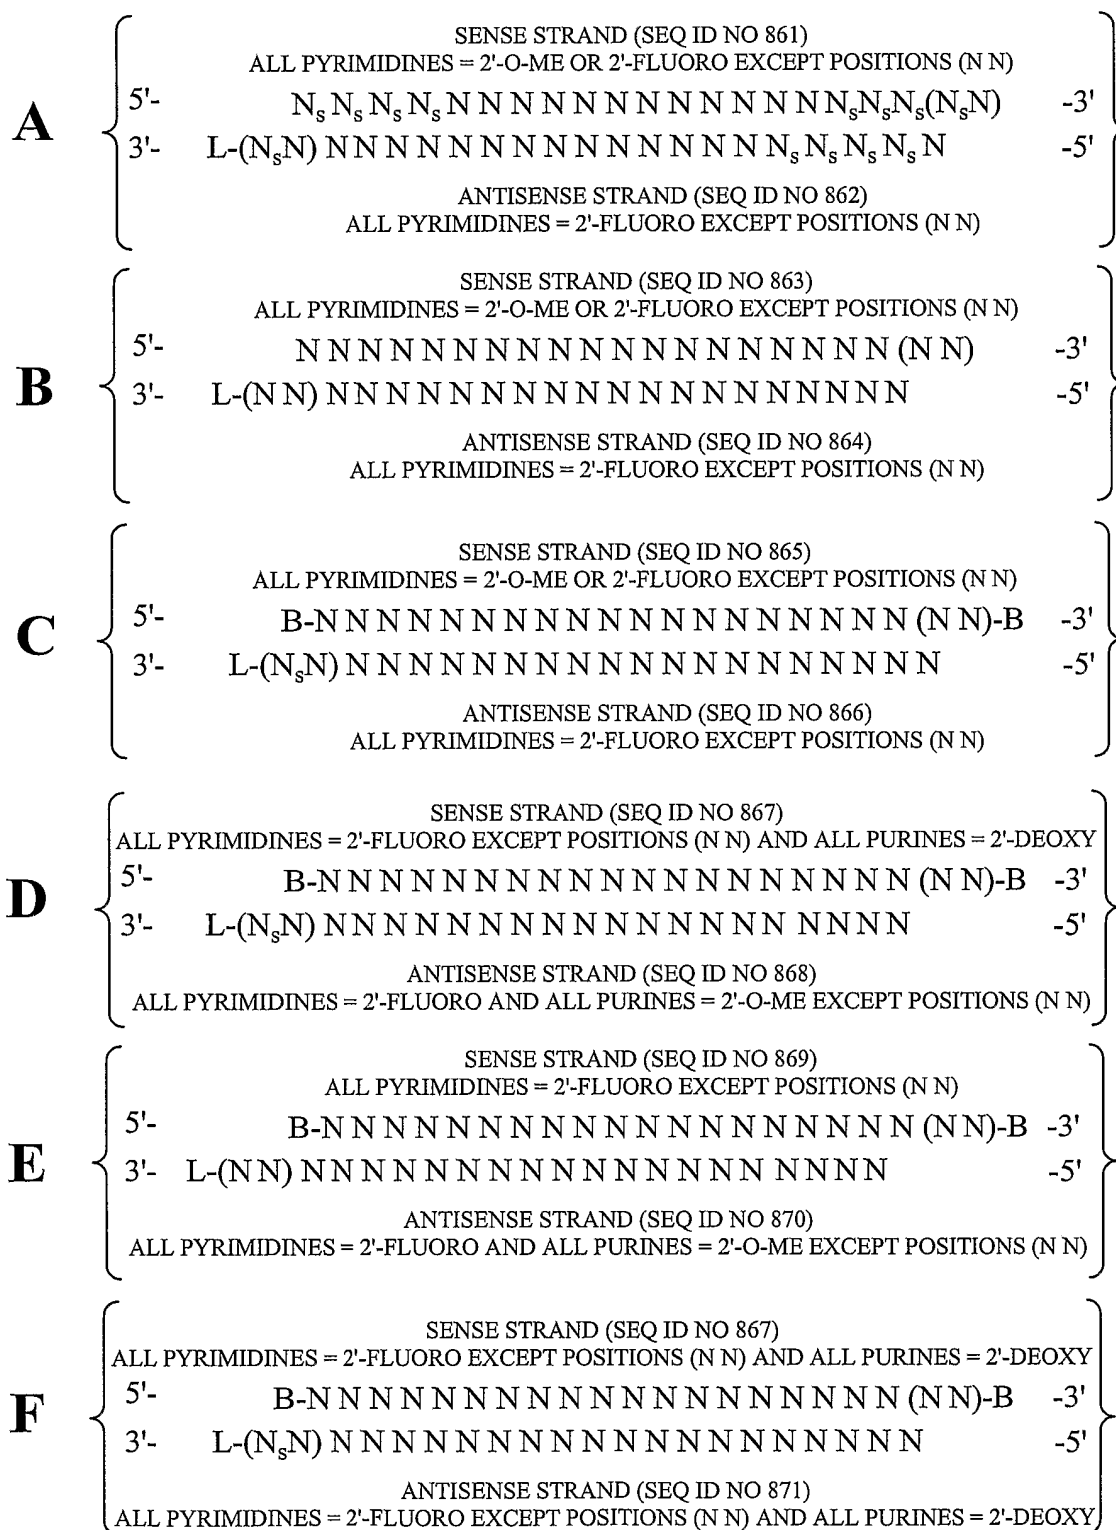 SENSE STRAND (SEQ ID NO 861)
ALL PYRIMIDINES = 2'-O-ME OR 2'-FLUORO EXCEPT POSITIONS (N N)
A
5'- NₛNₛNₛNₛN N N N N N N N N N N N NₛNₛNₛ(NₛN) -3'
3'- L-(NₛN) N N N N N N N N N N N N N N NₛNₛNₛNₛN -5'
ANTISENSE STRAND (SEQ ID NO 862)
ALL PYRIMIDINES = 2'-FLUORO EXCEPT POSITIONS (N N)
SENSE STRAND (SEQ ID NO 863)
ALL PYRIMIDINES = 2'-O-ME OR 2'-FLUORO EXCEPT POSITIONS (N N)
B
5'- N N N N N N N N N N N N N N N N N N N (N N) -3'
3'- L-(N N) N N N N N N N N N N N N N N N N N N N -5'
ANTISENSE STRAND (SEQ ID NO 864)
ALL PYRIMIDINES = 2'-FLUORO EXCEPT POSITIONS (N N)
SENSE STRAND (SEQ ID NO 865)
ALL PYRIMIDINES = 2'-O-ME OR 2'-FLUORO EXCEPT POSITIONS (N N)
C
5'- B-N N N N N N N N N N N N N N N N N N N (N N)-B -3'
3'- L-(NₛN) N N N N N N N N N N N N N N N N N N N -5'
ANTISENSE STRAND (SEQ ID NO 866)
ALL PYRIMIDINES = 2'-FLUORO EXCEPT POSITIONS (N N)
SENSE STRAND (SEQ ID NO 867)
ALL PYRIMIDINES = 2'-FLUORO EXCEPT POSITIONS (N N) AND ALL PURINES = 2'-DEOXY
D
5'- B-N N N N N N N N N N N N N N N N N N N (N N)-B -3'
3'- L-(NₛN) N N N N N N N N N N N N N N N N N N N -5'
ANTISENSE STRAND (SEQ ID NO 868)
ALL PYRIMIDINES = 2'-FLUORO AND ALL PURINES = 2'-O-ME EXCEPT POSITIONS (N N)
SENSE STRAND (SEQ ID NO 869)
ALL PYRIMIDINES = 2'-FLUORO EXCEPT POSITIONS (N N)
E
5'- B-N N N N N N N N N N N N N N N N N N N (N N)-B -3'
3'- L-(N N) N N N N N N N N N N N N N N N N N N N -5'
ANTISENSE STRAND (SEQ ID NO 870)
ALL PYRIMIDINES = 2'-FLUORO AND ALL PURINES = 2'-O-ME EXCEPT POSITIONS (N N)
SENSE STRAND (SEQ ID NO 867)
ALL PYRIMIDINES = 2'-FLUORO EXCEPT POSITIONS (N N) AND ALL PURINES = 2'-DEOXY
F
5'- B-N N N N N N N N N N N N N N N N N N N (N N)-B -3'
3'- L-(NₛN) N N N N N N N N N N N N N N N N N N N -5'
ANTISENSE STRAND (SEQ ID NO 871)
ALL PYRIMIDINES = 2'-FLUORO EXCEPT POSITIONS (N N) AND ALL PURINES = 2'-DEOXY